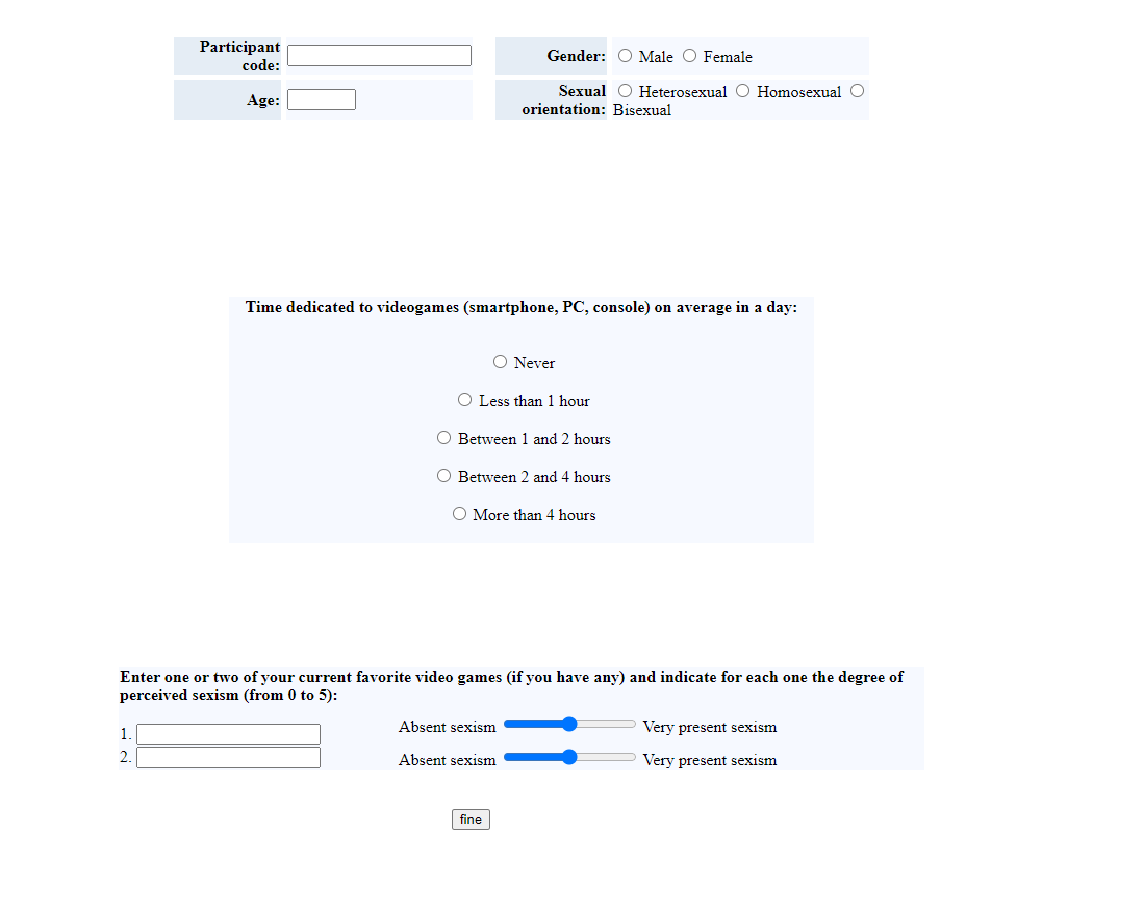 Participant code:
Gender: Male Female
Age:
Sexual orientation: Heterosexual Homosexual
Bisexual
Time dedicated to videogames (smartphone, PC, console) on average in a day:
Never
Less than 1 hour
Between 1 and 2 hours
Between 2 and 4 hours
More than 4 hours
Enter one or two of your current favorite video games (if you have any) and indicate for each one the degree of
perceived sexism (from 0 to 5):
1. Absent sexism Very present sexism
2. Absent sexism Very present sexism
fine